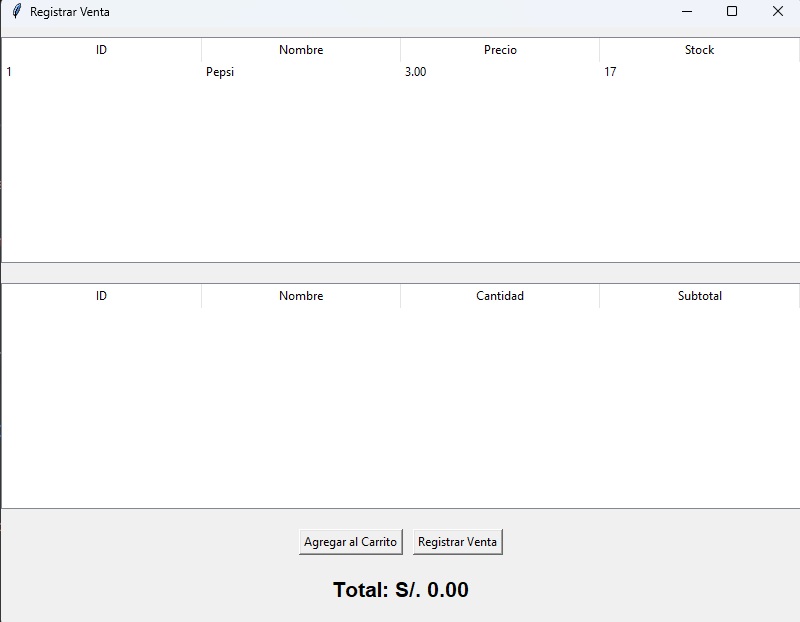 Registrar Venta
ID Nombre Precio Stock
1 Pepsi 3.00 17
ID Nombre Cantidad Subtotal
Agregar al Carrito Registrar Venta
Total: S/. 0.00